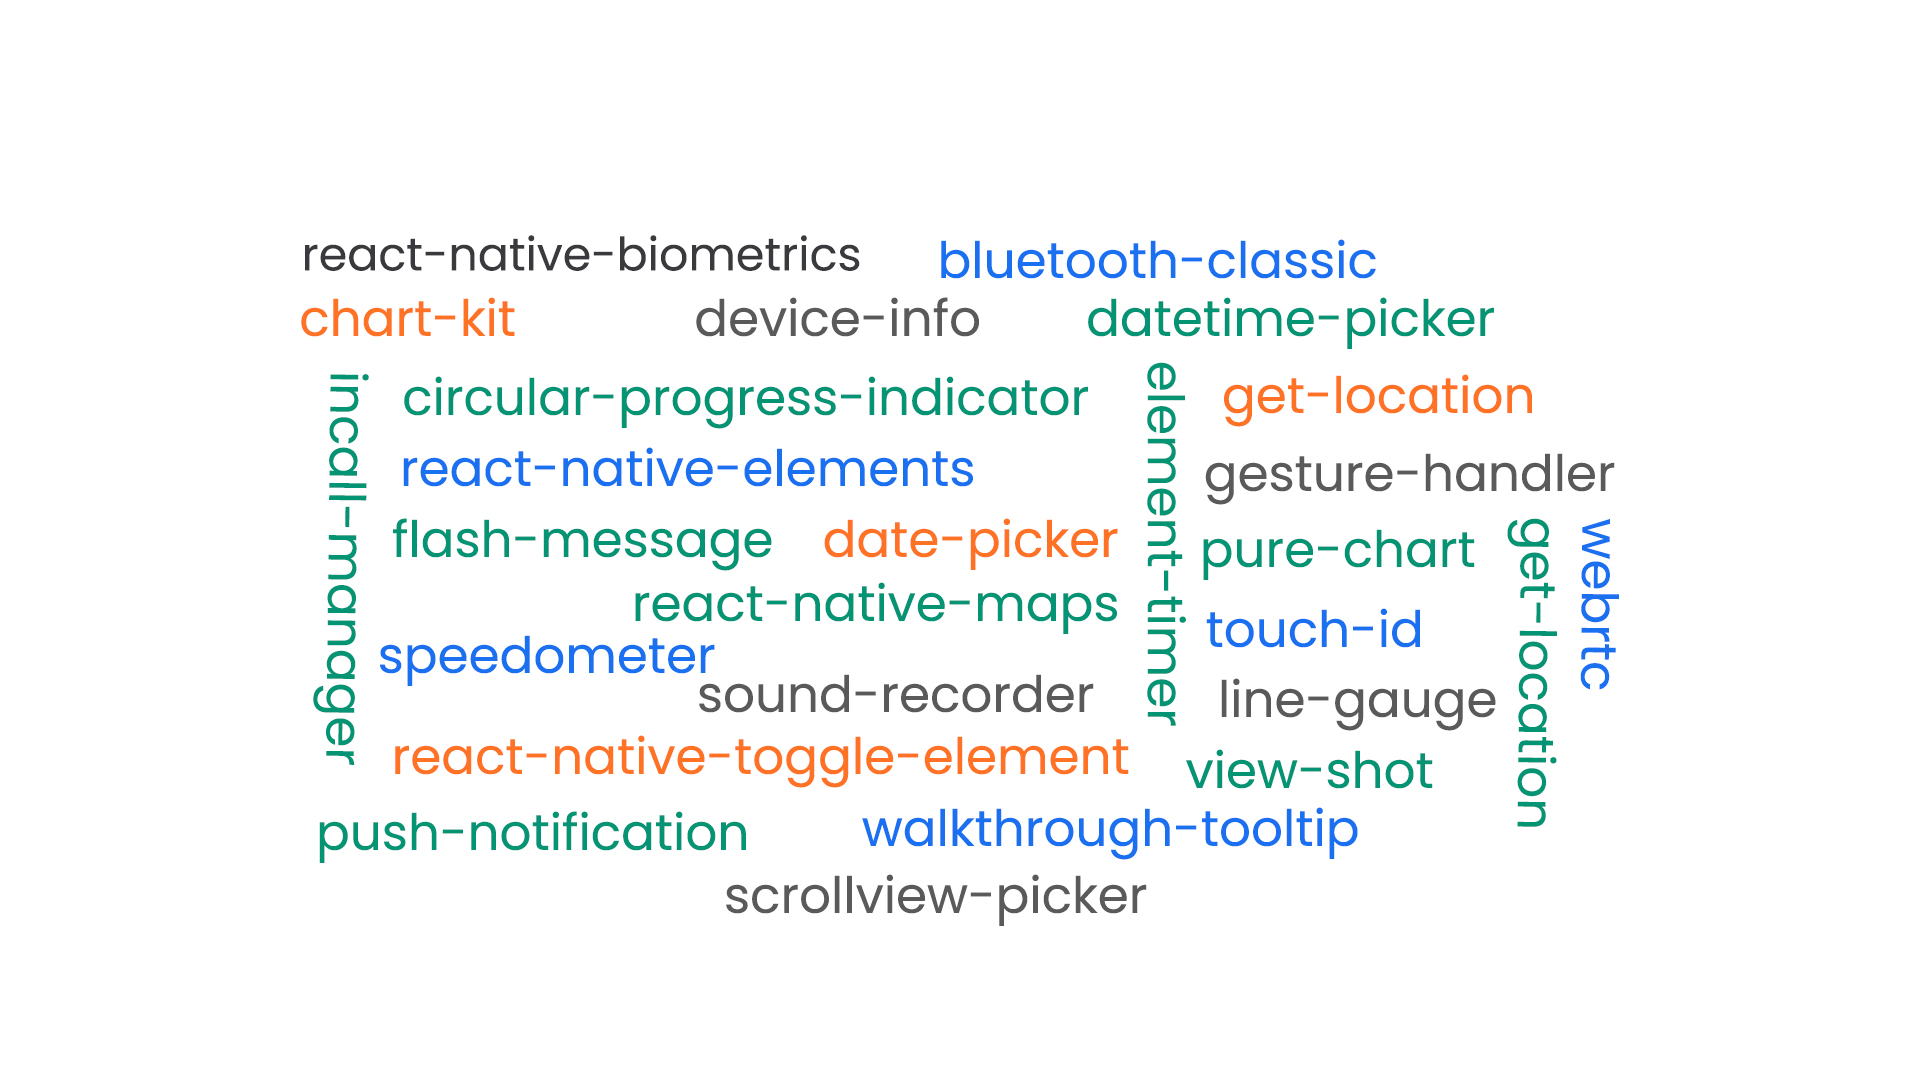 react-native-biometrics
bluetooth-classic
chart-kit
device-info
datetime-picker
incall-manager
circular-progress-indicator
element-timer
get-location
react-native-elements
gesture-handler
flash-message
date-picker
pure-chart
get-location
webrtc
react-native-maps
touch-id
speedometer
sound-recorder
line-gauge
react-native-toggle-element
view-shot
push-notification
walkthrough-tooltip
scrollview-picker